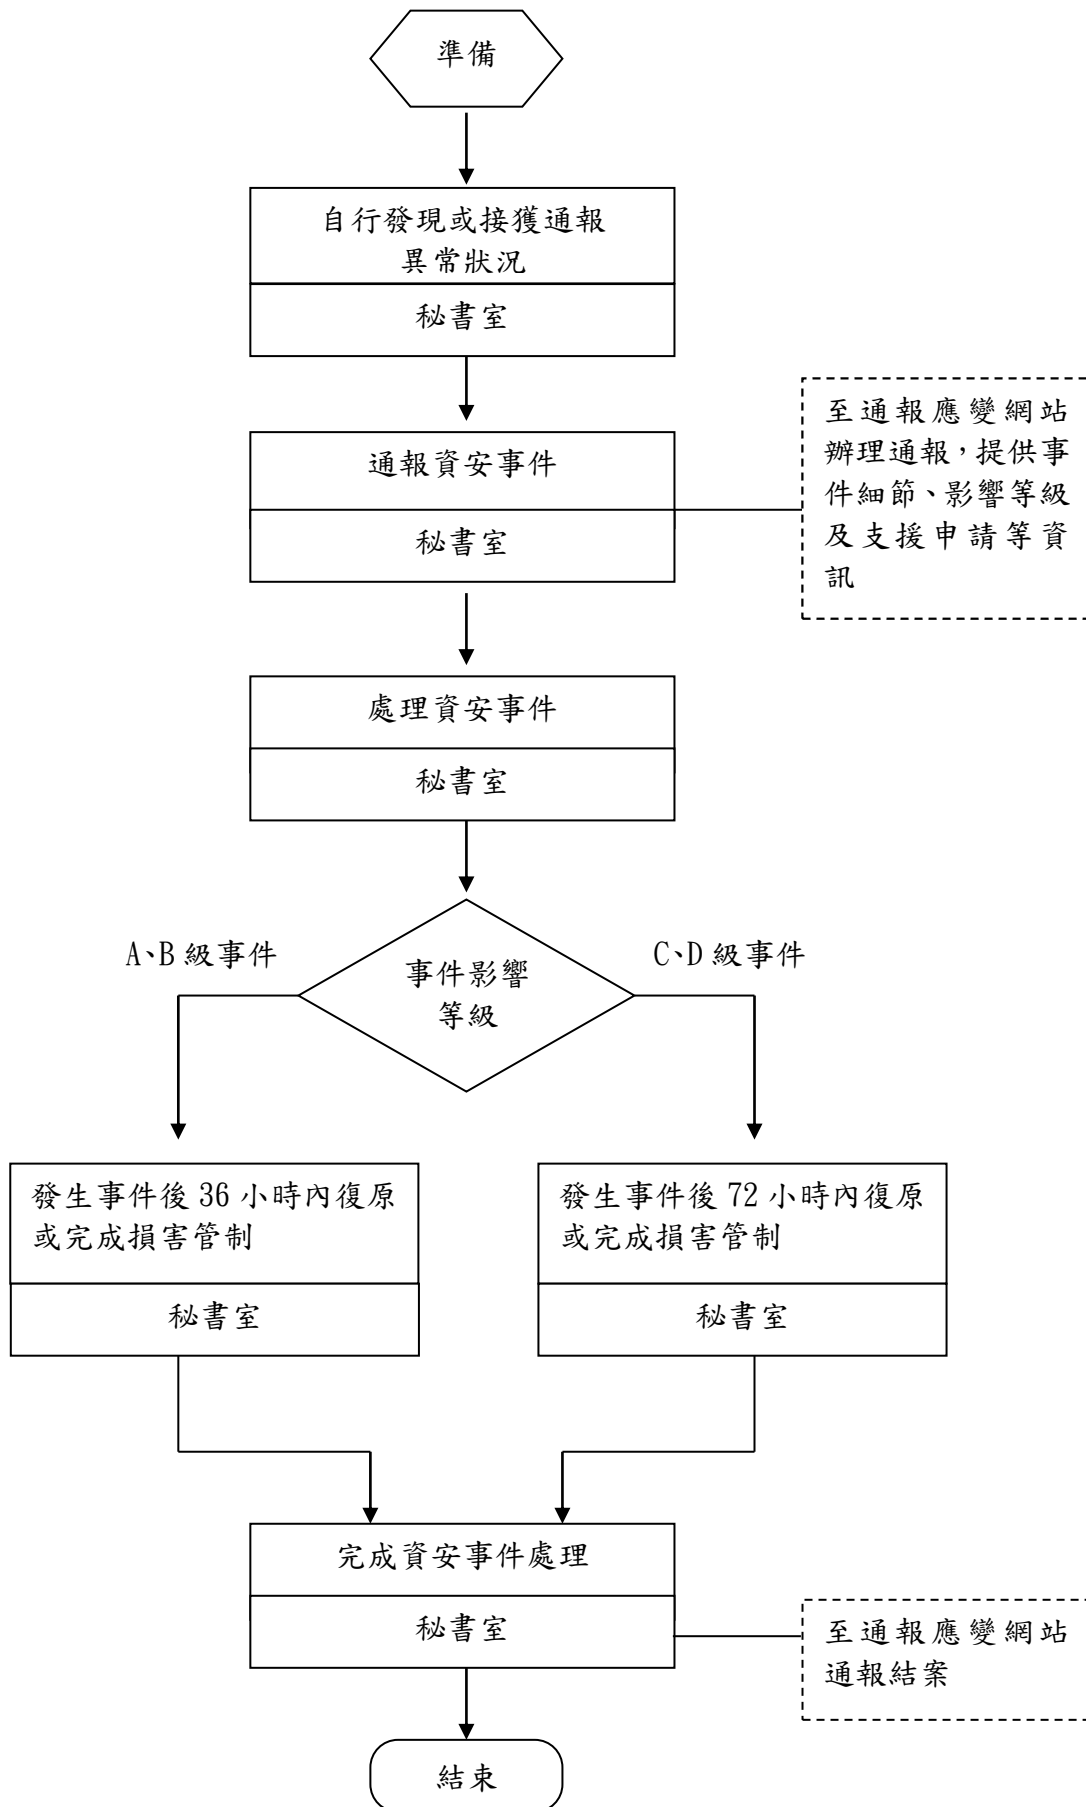 準備
自行發現或接獲通報
異常狀況
秘書室
通報資安事件
秘書室
至通報應變網站
辦理通報，提供事
件細節、影響等級
及支援申請等資
訊
處理資安事件
秘書室
A、B 級事件
C、D 級事件
事件影響
等級
發生事件後 36 小時內復原
或完成損害管制
秘書室
發生事件後 72 小時內復原
或完成損害管制
秘書室
完成資安事件處理
秘書室
至通報應變網站
通報結案
結束